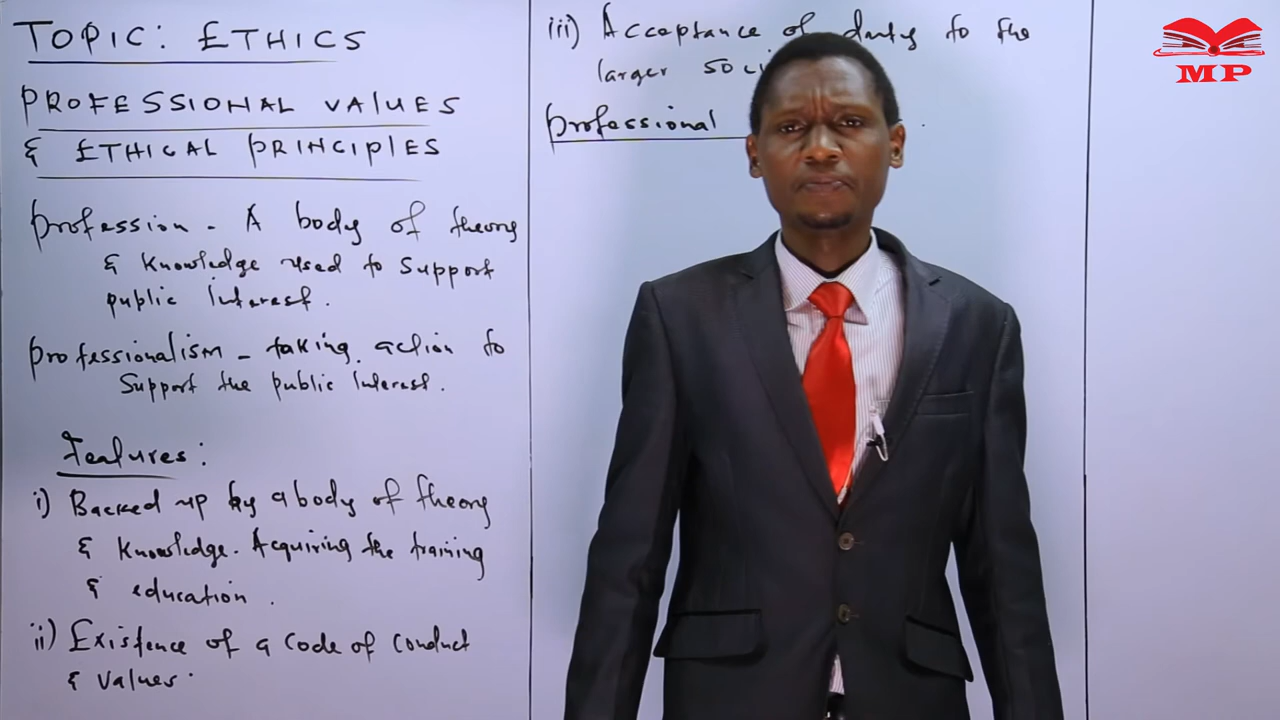 TOPIC: ETHICS
PROFESSIONAL VALUES
& ETHICAL PRINCIPLES
Profession - A body of theory
& Knowledge used to support
public Interest.
Professionalism - taking action to
Support the public Interest.
Features:
i) Backed up by a body of theory
& Knowledge. Acquiring the training
& education.
ii) Existence of a code of conduct
& values.
iii) Acceptance of duty to the
larger soci
Professional
MP